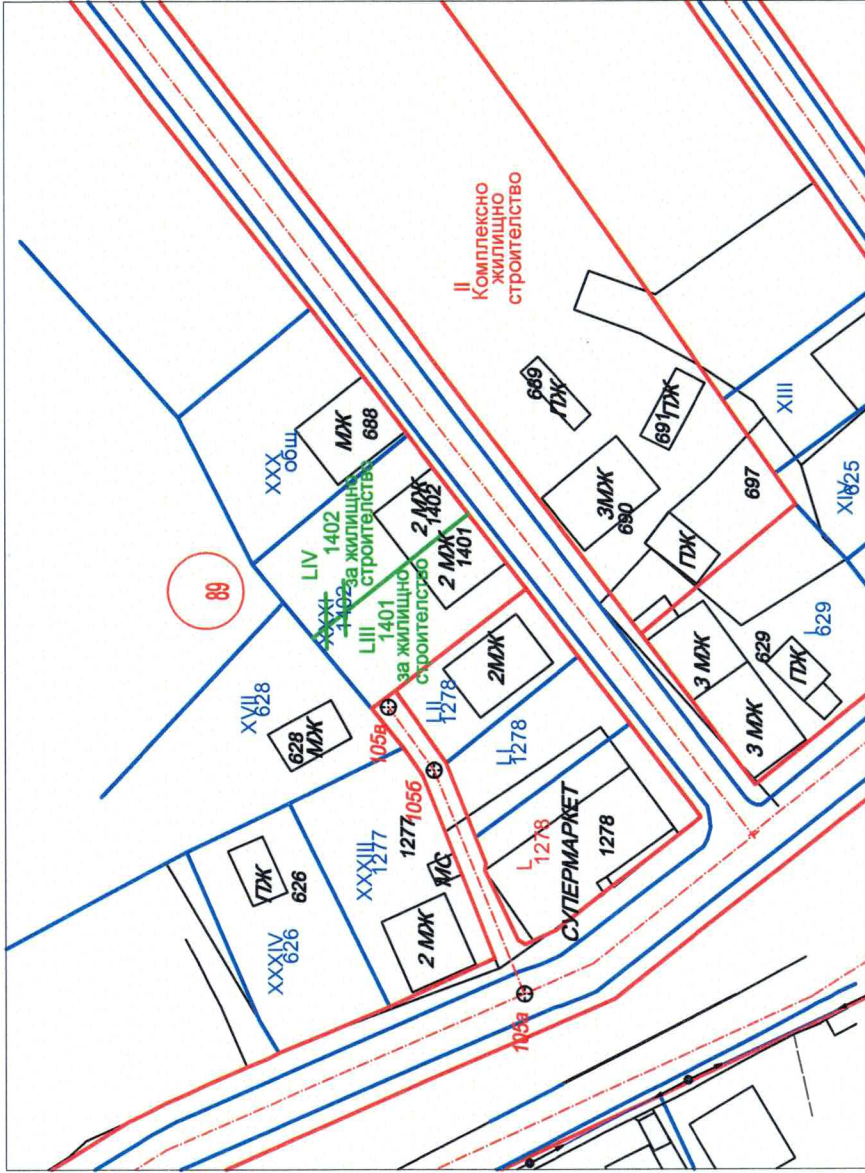 89
XXX
общ
МЖ
688
LIV
1402
за жилищно
строителство
2 МЖ
1402
XXXI
1402
LIII
1401
за жилищно
строителство
2 МЖ
1401
XVII
628
628
МЖ
105в
LII
1278
2МЖ
105б
LI
1278
1277
XXXIII
1277
МС
L
1278
СУПЕРМАРКЕТ
1278
ПЖ
626
XXXIV
626
2 МЖ
105а
II
Комплексно
жилищно
строителство
689
ПЖ
691
ПЖ
3МЖ
690
ПЖ
697
XIII
XIV
625
3 МЖ
629
ПЖ
I
629
3 МЖ